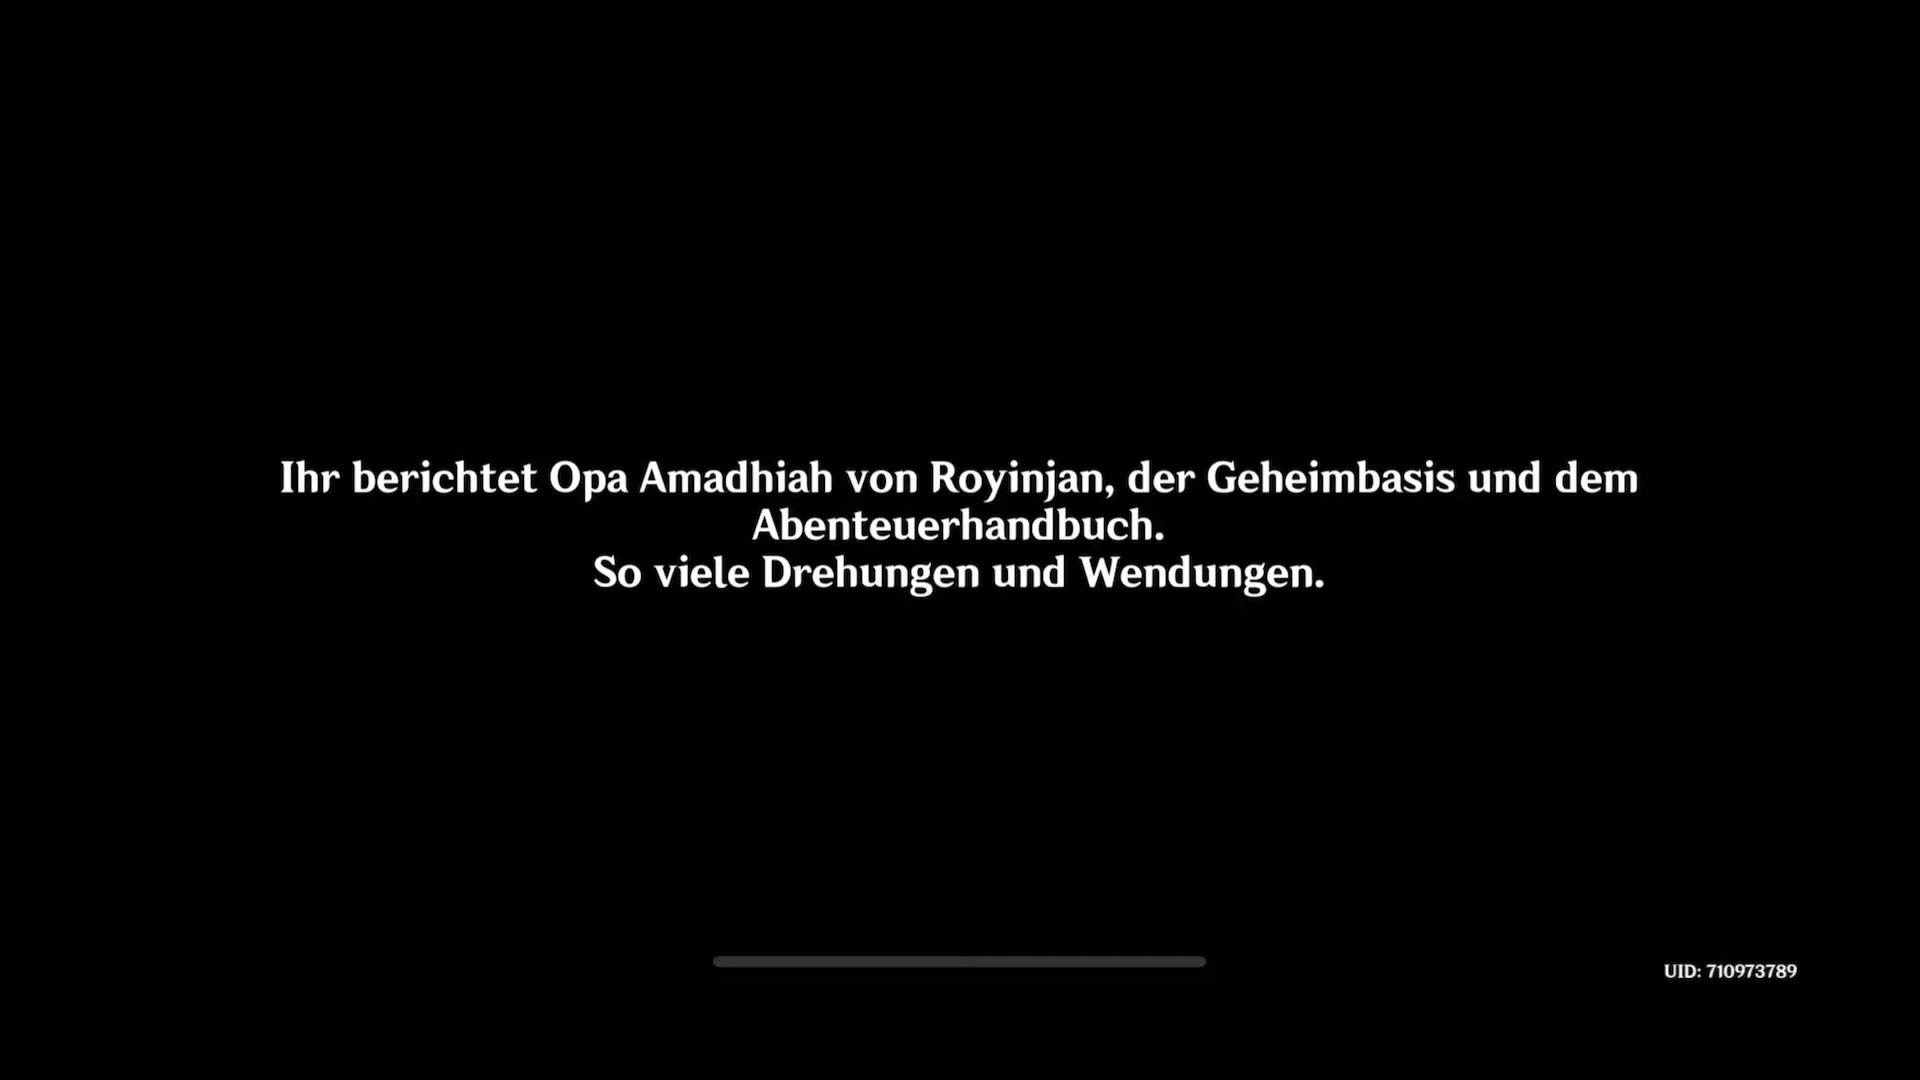 Ihr berichtet Opa Amadhiah von Royinjan, der Geheimbasis und dem
Abenteuerhandbuch.
So viele Drehungen und Wendungen.
UID: 710973789